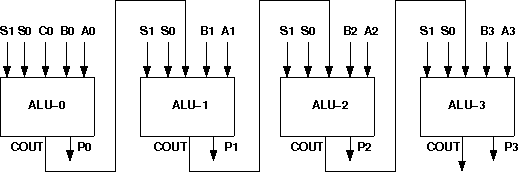 S1 S0 C0 B0 A0 S1 S0 B1 A1 S1 S0 B2 A2 S1 S0 B3 A3
ALU-0 ALU-1 ALU-2 ALU-3
COUT P0 COUT P1 COUT P2 COUT P3